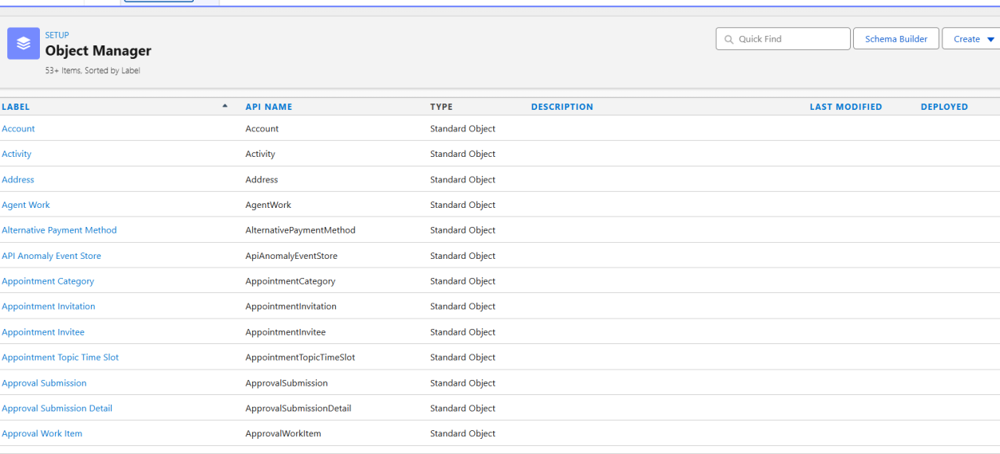 SETUP
Object Manager
53+ Items, Sorted by Label
Quick Find
Schema Builder
Create
LABEL API NAME TYPE DESCRIPTION LAST MODIFIED DEPLOYED
Account Account Standard Object
Activity Activity Standard Object
Address Address Standard Object
Agent Work AgentWork Standard Object
Alternative Payment Method AlternativePaymentMethod Standard Object
API Anomaly Event Store ApiAnomalyEventStore Standard Object
Appointment Category AppointmentCategory Standard Object
Appointment Invitation AppointmentInvitation Standard Object
Appointment Invitee AppointmentInvitee Standard Object
Appointment Topic Time Slot AppointmentTopicTimeSlot Standard Object
Approval Submission ApprovalSubmission Standard Object
Approval Submission Detail ApprovalSubmissionDetail Standard Object
Approval Work Item ApprovalWorkItem Standard Object